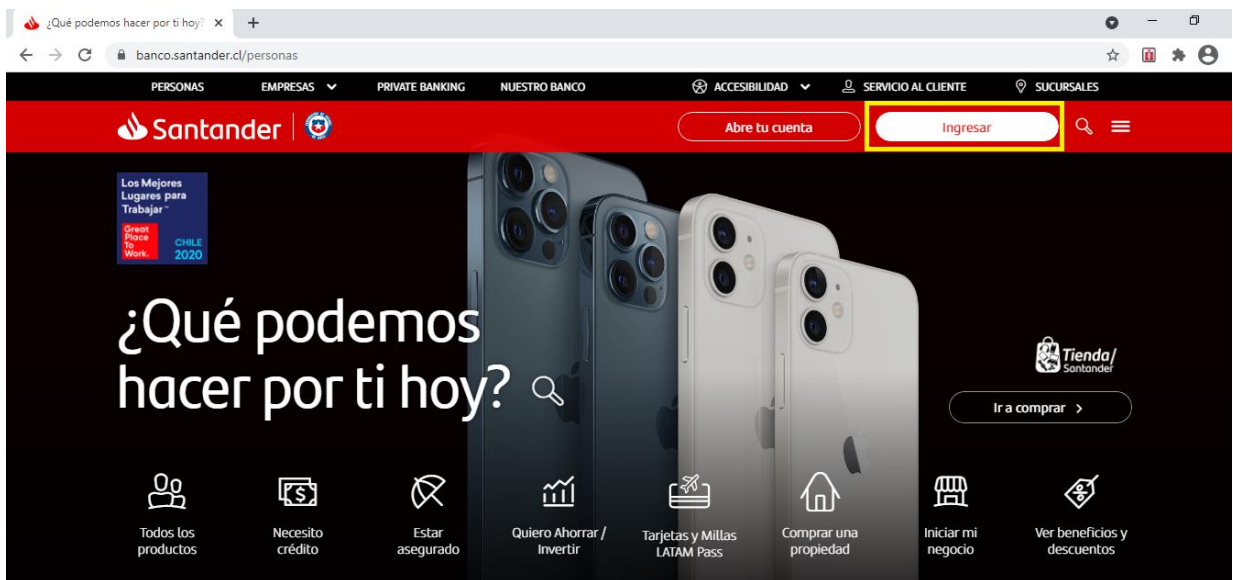 ¿Qué podemos hacer por ti hoy?
banco.santander.cl/personas
PERSONAS EMPRESAS PRIVATE BANKING NUESTRO BANCO ACCESIBILIDAD SERVICIO AL CLIENTE SUCURSALES
Santander Abre tu cuenta Ingresar
Los Mejores
Lugares para
Trabajar™
Great
Place
To
Work.
CHILE
2020
¿Qué podemos
hacer por ti hoy?
Tienda/
Santander
Ir a comprar >
Todos los
productos
Necesito
crédito
Estar
asegurado
Quiero Ahorrar /
Invertir
Tarjetas y Millas
LATAM Pass
Comprar una
propiedad
Iniciar mi
negocio
Ver beneficios y
descuentos